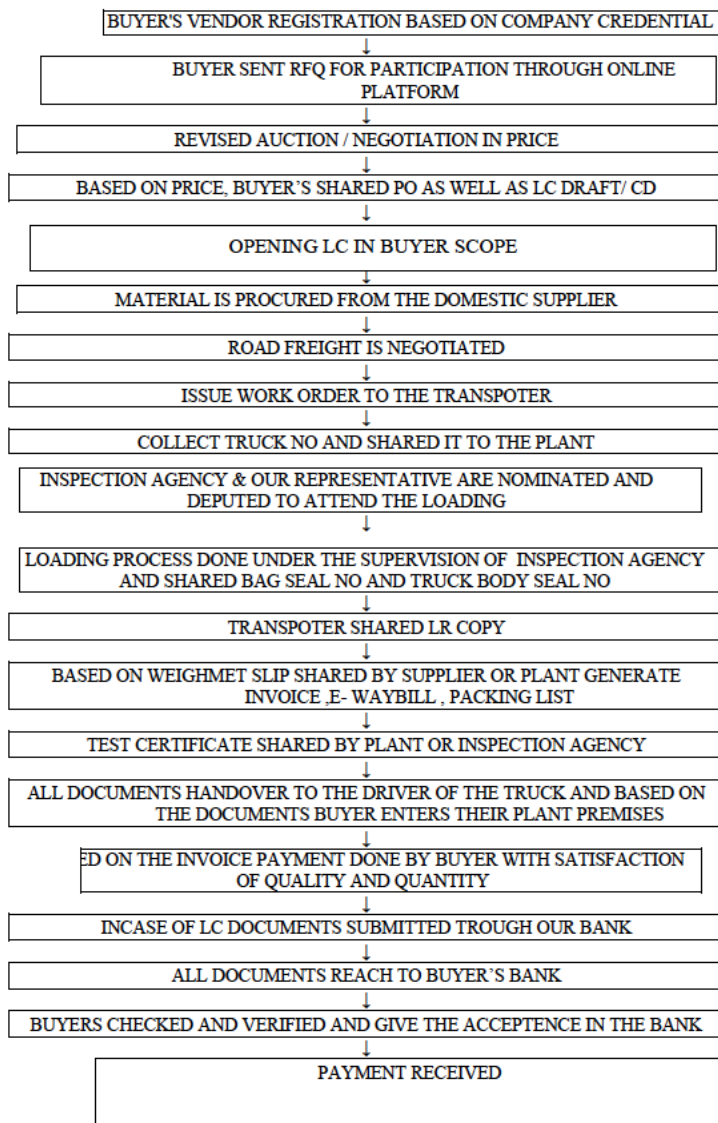 BUYER'S VENDOR REGISTRATION BASED ON COMPANY CREDENTIAL
↓
BUYER SENT RFQ FOR PARTICIPATION THROUGH ONLINE
PLATFORM
↓
REVISED AUCTION / NEGOTIATION IN PRICE
↓
BASED ON PRICE, BUYER’S SHARED PO AS WELL AS LC DRAFT/ CD
↓
OPENING LC IN BUYER SCOPE
↓
MATERIAL IS PROCURED FROM THE DOMESTIC SUPPLIER
↓
ROAD FREIGHT IS NEGOTIATED
↓
ISSUE WORK ORDER TO THE TRANSPOTER
↓
COLLECT TRUCK NO AND SHARED IT TO THE PLANT
INSPECTION AGENCY & OUR REPRESENTATIVE ARE NOMINATED AND
DEPUTED TO ATTEND THE LOADING
↓
LOADING PROCESS DONE UNDER THE SUPERVISION OF INSPECTION AGENCY
AND SHARED BAG SEAL NO AND TRUCK BODY SEAL NO
↓
TRANSPOTER SHARED LR COPY
↓
BASED ON WEIGHMET SLIP SHARED BY SUPPLIER OR PLANT GENERATE
INVOICE ,E- WAYBILL , PACKING LIST
↓
TEST CERTIFICATE SHARED BY PLANT OR INSPECTION AGENCY
↓
ALL DOCUMENTS HANDOVER TO THE DRIVER OF THE TRUCK AND BASED ON
THE DOCUMENTS BUYER ENTERS THEIR PLANT PREMISES
↓
ED ON THE INVOICE PAYMENT DONE BY BUYER WITH SATISFACTION
OF QUALITY AND QUANTITY
↓
INCASE OF LC DOCUMENTS SUBMITTED TROUGH OUR BANK
↓
ALL DOCUMENTS REACH TO BUYER’S BANK
↓
BUYERS CHECKED AND VERIFIED AND GIVE THE ACCEPTENCE IN THE BANK
↓
PAYMENT RECEIVED